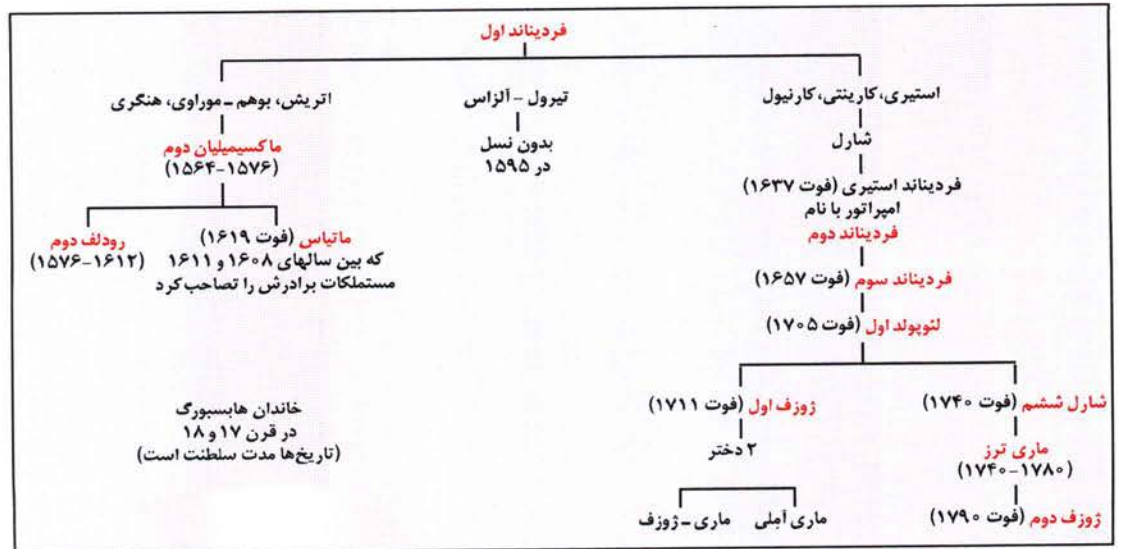 فردیناند اول
استیری، کارینتی، کارنیول
تیرول - آلزاس
اتریش، بوهم - موراوی، هنگری
شارل
بدون نسل
در ۱۵۹۵
ماکسیمیلیان دوم
(۱۵۶۴-۱۵۷۶)
فردیناند استیری (فوت ۱۶۳۷)
امپراتور با نام
فردیناند دوم
ماتیاس (فوت ۱۶۱۹)
که بین سالهای ۱۶۰۸ و ۱۶۱۱
مستملکات برادرش را تصاحب کرد
رودلف دوم
(۱۵۷۶-۱۶۱۲)
فردیناند سوم (فوت ۱۶۵۷)
لئوپولد اول (فوت ۱۷۰۵)
شارل ششم (فوت ۱۷۴۰)
ژوزف اول (فوت ۱۷۱۱)
ماری ترز
(۱۷۴۰-۱۷۸۰)
۲ دختر
ژوزف دوم (فوت ۱۷۹۰)
ماری آملی
ماری - ژوزف
خاندان هابسبورگ
در قرن ۱۷ و ۱۸
(تاریخ‌ها مدت سلطنت است)